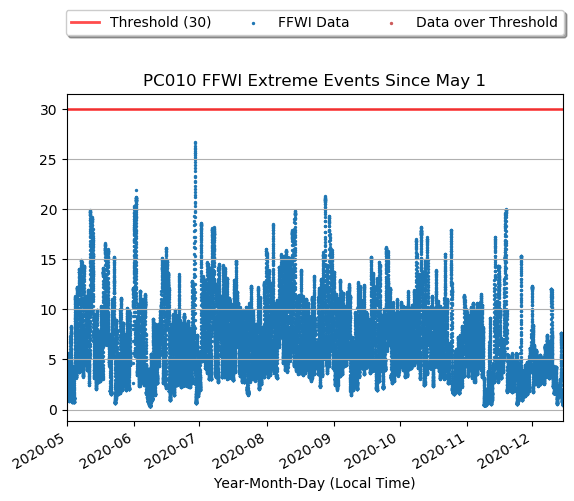 Threshold (30) FFWI Data Data over Threshold
PC010 FFWI Extreme Events Since May 1
30
25
20
15
10
5
0
2020-05 2020-06 2020-07 2020-08 2020-09 2020-10 2020-11 2020-12
Year-Month-Day (Local Time)